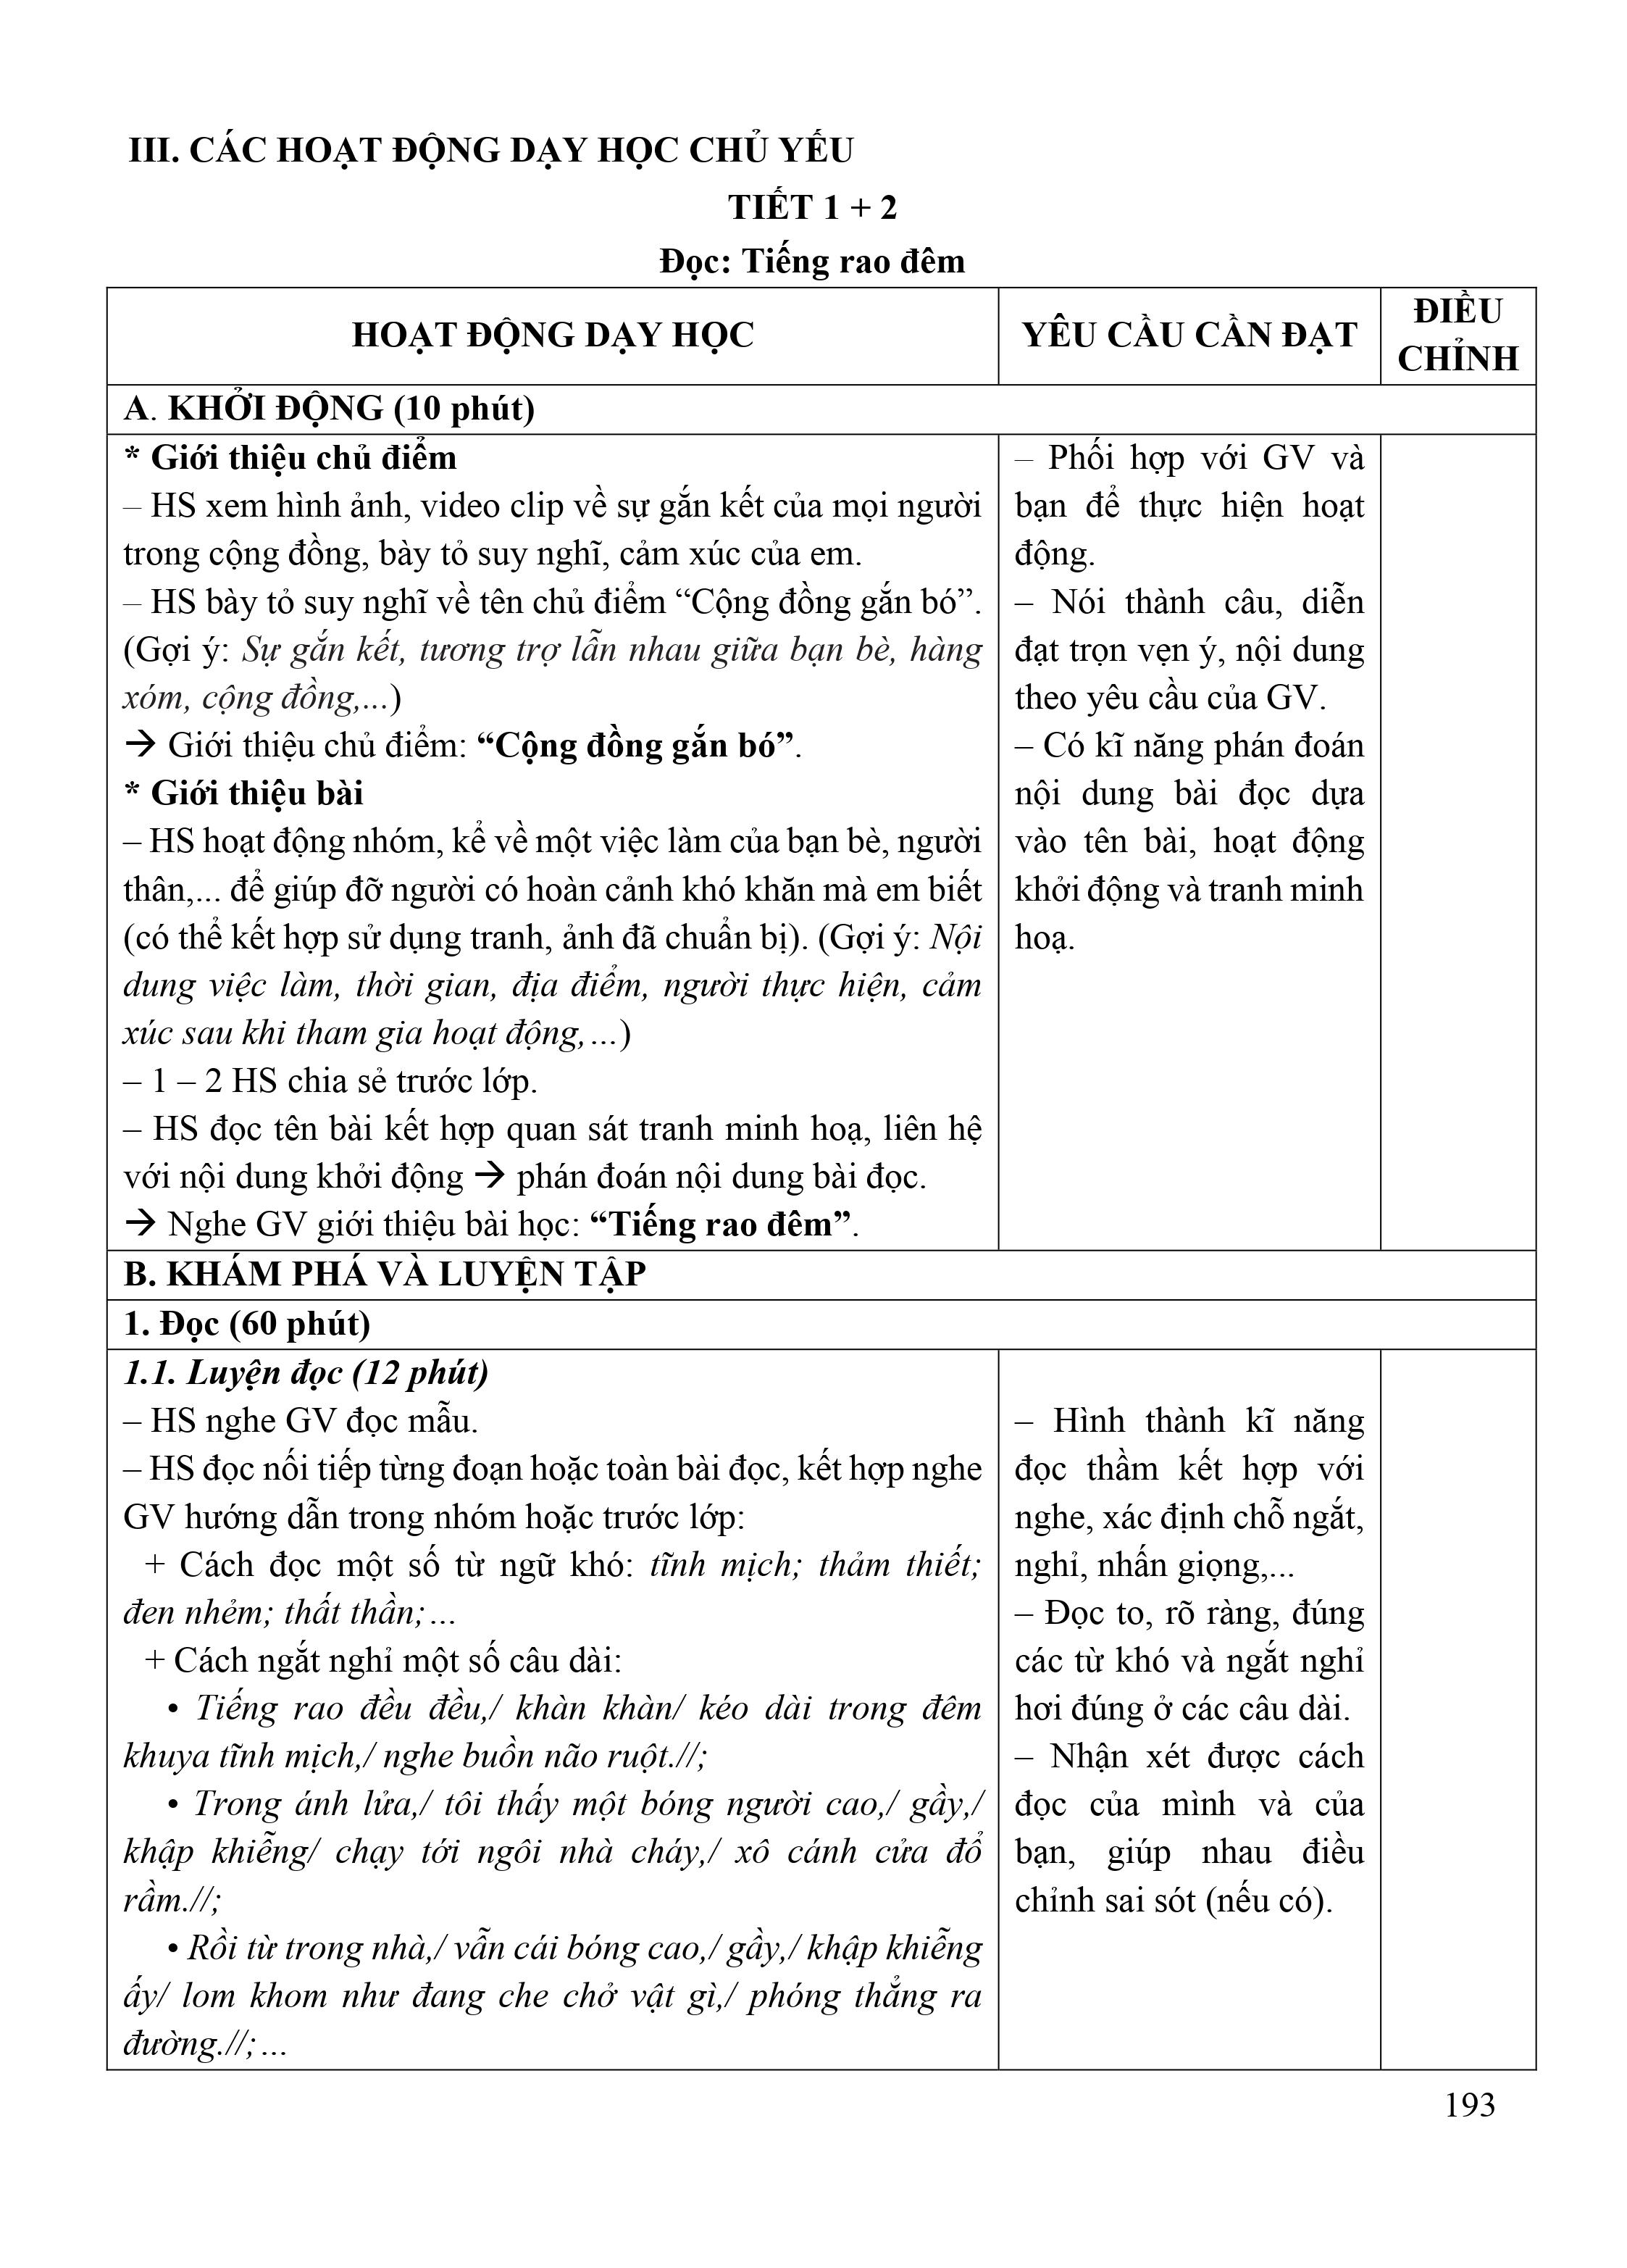 III. CÁC HOẠT ĐỘNG DẠY HỌC CHỦ YẾU
TIẾT 1 + 2
Đọc: Tiếng rao đêm
HOẠT ĐỘNG DẠY HỌC
YÊU CẦU CẦN ĐẠT
ĐIỀU
CHỈNH
A. KHỞI ĐỘNG (10 phút)
* Giới thiệu chủ điểm
– HS xem hình ảnh, video clip về sự gắn kết của mọi người
trong cộng đồng, bày tỏ suy nghĩ, cảm xúc của em.
– HS bày tỏ suy nghĩ về tên chủ điểm “Cộng đồng gắn bó”.
(Gợi ý: Sự gắn kết, tương trợ lẫn nhau giữa bạn bè, hàng
xóm, cộng đồng,...)
→ Giới thiệu chủ điểm: “Cộng đồng gắn bó”.
* Giới thiệu bài
– HS hoạt động nhóm, kể về một việc làm của bạn bè, người
thân,... để giúp đỡ người có hoàn cảnh khó khăn mà em biết
(có thể kết hợp sử dụng tranh, ảnh đã chuẩn bị). (Gợi ý: Nội
dung việc làm, thời gian, địa điểm, người thực hiện, cảm
xúc sau khi tham gia hoạt động,…)
– 1 – 2 HS chia sẻ trước lớp.
– HS đọc tên bài kết hợp quan sát tranh minh hoạ, liên hệ
với nội dung khởi động → phán đoán nội dung bài đọc.
→ Nghe GV giới thiệu bài học: “Tiếng rao đêm”.
– Phối hợp với GV và
bạn để thực hiện hoạt
động.
– Nói thành câu, diễn
đạt trọn vẹn ý, nội dung
theo yêu cầu của GV.
– Có kĩ năng phán đoán
nội dung bài đọc dựa
vào tên bài, hoạt động
khởi động và tranh minh
hoạ.
B. KHÁM PHÁ VÀ LUYỆN TẬP
1. Đọc (60 phút)
1.1. Luyện đọc (12 phút)
– HS nghe GV đọc mẫu.
– HS đọc nối tiếp từng đoạn hoặc toàn bài đọc, kết hợp nghe
GV hướng dẫn trong nhóm hoặc trước lớp:
+ Cách đọc một số từ ngữ khó: tĩnh mịch; thảm thiết;
đen nhẻm; thất thần;…
+ Cách ngắt nghỉ một số câu dài:
• Tiếng rao đều đều,/ khàn khàn/ kéo dài trong đêm
khuya tĩnh mịch,/ nghe buồn não ruột.//;
• Trong ánh lửa,/ tôi thấy một bóng người cao,/ gầy,/
khập khiễng/ chạy tới ngôi nhà cháy,/ xô cánh cửa đổ
rầm.//;
• Rồi từ trong nhà,/ vẫn cái bóng cao,/ gầy,/ khập khiễng
ấy/ lom khom như đang che chở vật gì,/ phóng thẳng ra
đường.//;…
– Hình thành kĩ năng
đọc thầm kết hợp với
nghe, xác định chỗ ngắt,
nghỉ, nhấn giọng,...
– Đọc to, rõ ràng, đúng
các từ khó và ngắt nghỉ
hơi đúng ở các câu dài.
– Nhận xét được cách
đọc của mình và của
bạn, giúp nhau điều
chỉnh sai sót (nếu có).
193